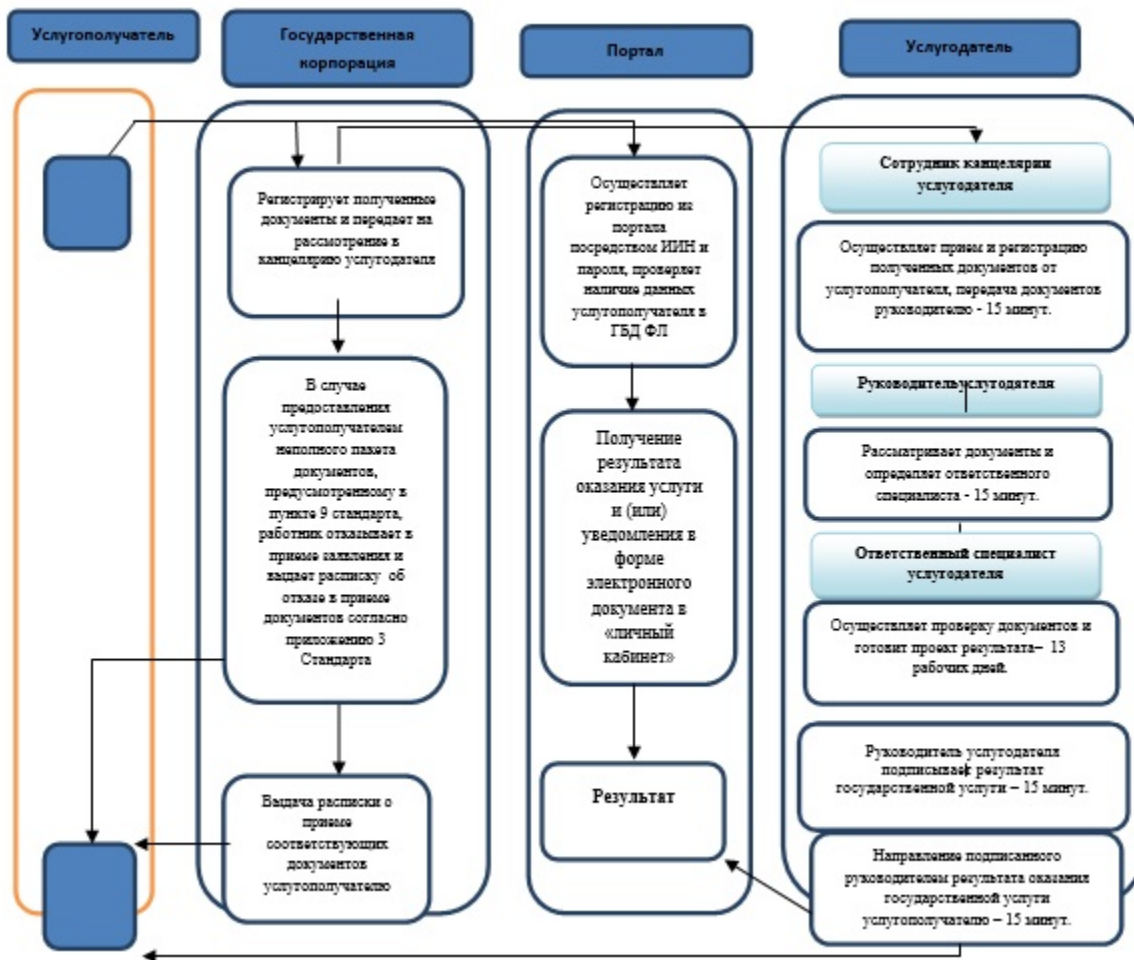 Услугополучатель
Государственная
корпорация
Портал
Услугодатель
Регистрирует полученные
документы и передает на
рассмотрение в
канцелярию услугодателя
В случае
предоставления
услугополучателем
неполного пакета
документов,
предусмотренному в
пункте 9 стандарта,
работник отказывает в
приеме заявления и
выдает расписку об
отказе в приеме
документов согласно
приложению 3
Стандарта
Выдача расписки о
приеме
соответствующих
документов
услугополучателю
Осуществляет
регистрацию из
портала
посредством ИИН и
пароля, проверяет
наличие данных
услугополучателя в
ГБД ФЛ
Получение
результата
оказания услуги
и (или)
уведомления в
форме
электронного
документа в
«личный
кабинет»
Результат
Сотрудник канцелярии
услугодателя
Осуществляет прием и регистрацию
полученных документов от
услугополучателя, передача документов
руководителю - 15 минут.
Руководительуслугодателя
Рассматривает документы и
определяет ответственного
специалиста - 15 минут.
Ответственный специалист
услугодателя
Осуществляет проверку документов и
готовит проект результата– 13
рабочих дней.
Руководитель услугодателя
подписывает результат
государственной услуги – 15 минут.
Направление подписанного
руководителем результата оказания
государственной услуги
услугополучателю – 15 минут.